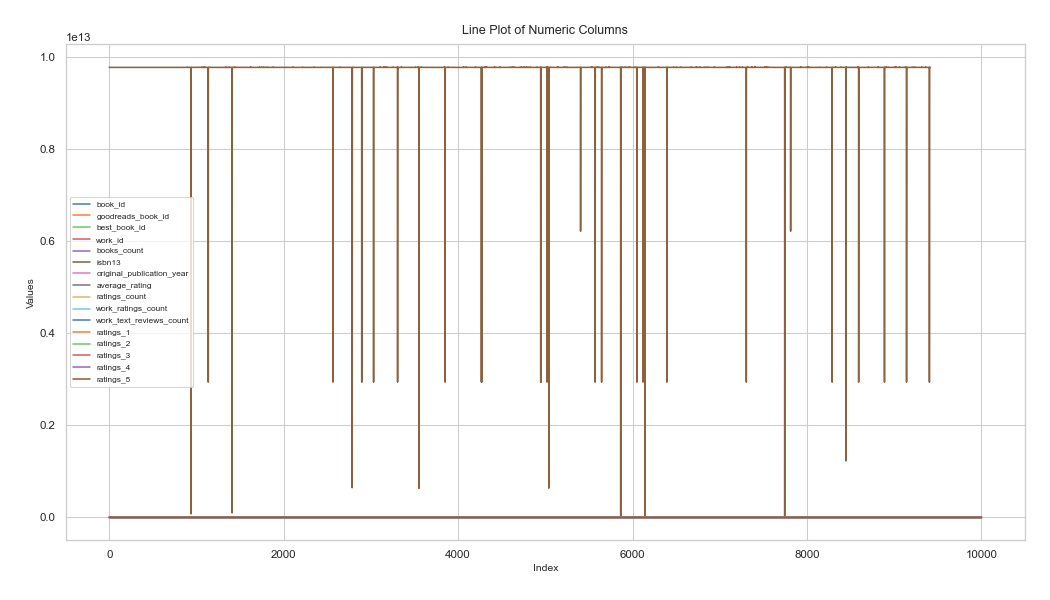 Line Plot of Numeric Columns
1e13
1.0
0.8
0.6
0.4
0.2
0.0
Values
book_id
goodreads_book_id
best_book_id
work_id
books_count
isbn13
original_publication_year
average_rating
ratings_count
work_ratings_count
work_text_reviews_count
ratings_1
ratings_2
ratings_3
ratings_4
ratings_5
0 2000 4000 6000 8000 10000
Index